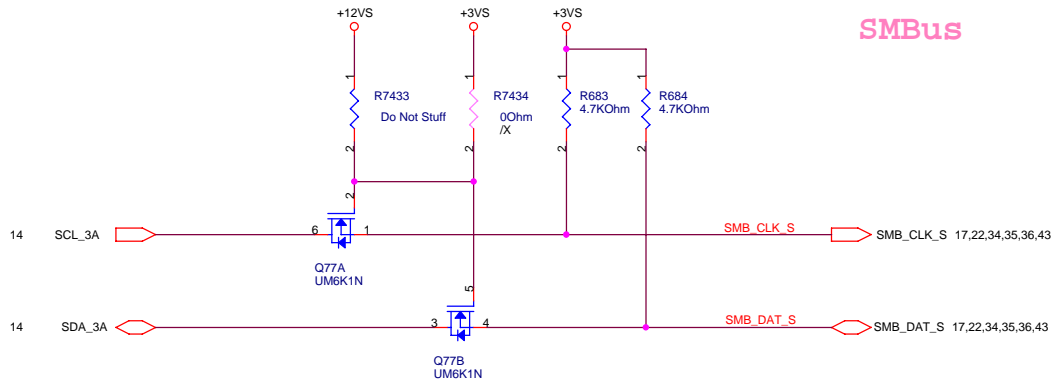 SMBus
+12VS
+3VS
+3VS
1
1
1
1
R7433
Do Not Stuff
R7434
0Ohm
/X
R683
4.7KOhm
R684
4.7KOhm
2
2
2
2
2
14 SCL_3A
6
1
SMB_CLK_S
SMB_CLK_S 17,22,34,35,36,43
Q77A
UM6K1N
5
14 SDA_3A
3
4
SMB_DAT_S
SMB_DAT_S 17,22,34,35,36,43
Q77B
UM6K1N